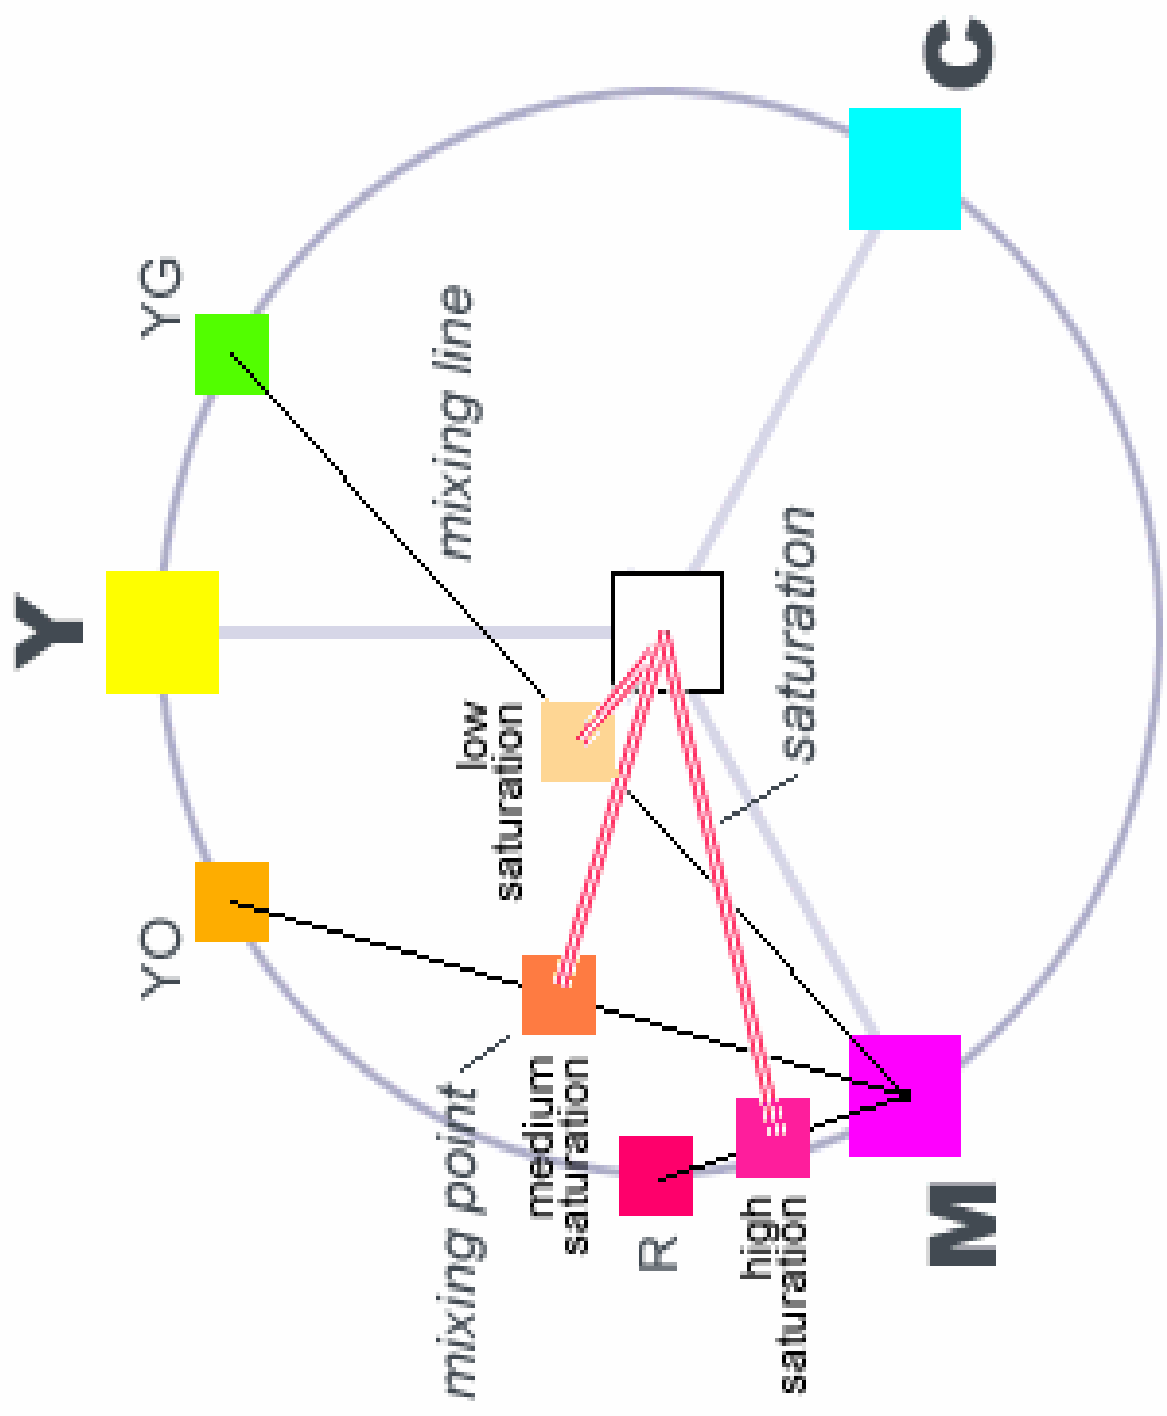 Y
YG
YO
C
mixing line
low
saturation
saturation
mixing point
medium
saturation
R
high
saturation
M